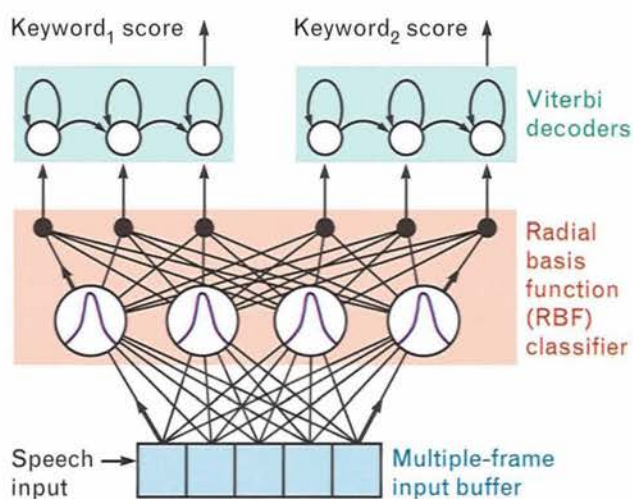 Keyword₁ score
Keyword₂ score
Viterbi
decoders
Radial
basis
function
(RBF)
classifier
Speech
input
Multiple-frame
input buffer